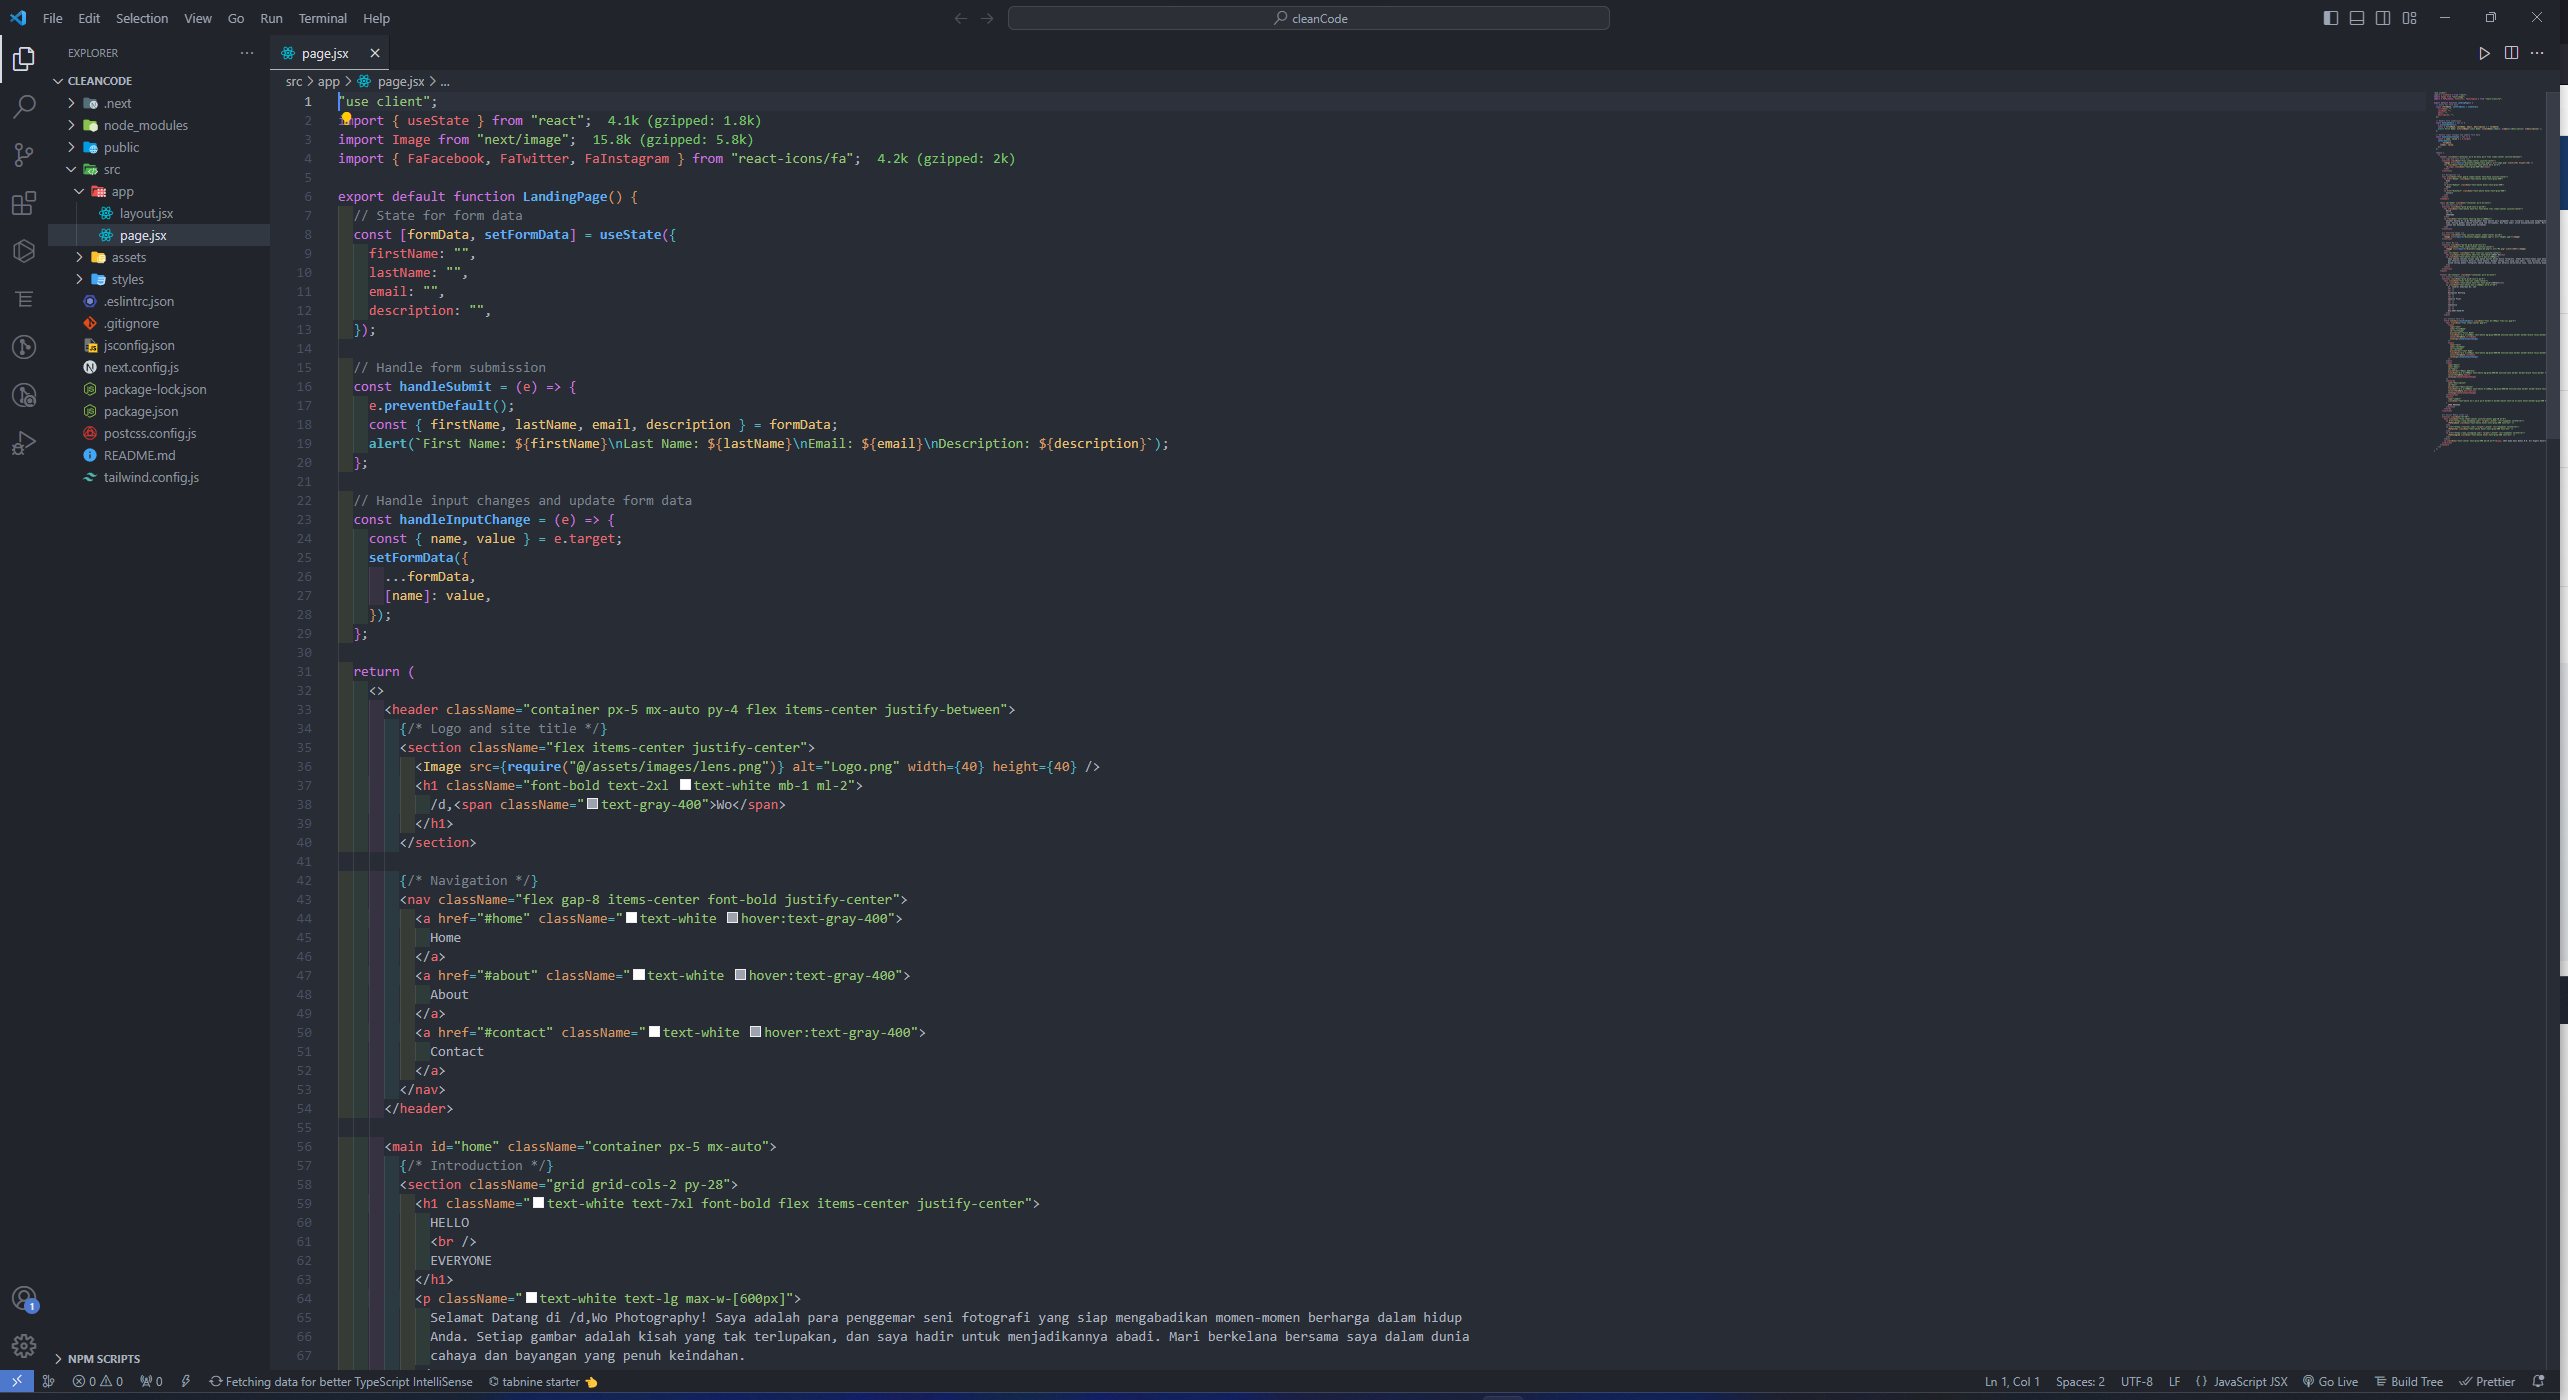 File Edit Selection View Go Run Terminal Help
cleanCode
EXPLORER
CLEANCODE
.next
node_modules
public
src
app
layout.jsx
page.jsx
assets
styles
.eslintrc.json
.gitignore
jsconfig.json
next.config.js
package-lock.json
package.json
postcss.config.js
README.md
tailwind.config.js
NPM SCRIPTS
page.jsx
src > app > page.jsx > ...
1 "use client";
2 import { useState } from "react"; 4.1k (gzipped: 1.8k)
3 import Image from "next/image"; 15.8k (gzipped: 5.8k)
4 import { FaFacebook, FaTwitter, FaInstagram } from "react-icons/fa"; 4.2k (gzipped: 2k)
5
6 export default function LandingPage() {
7 // State for form data
8 const [formData, setFormData] = useState({
9 firstName: "",
10 lastName: "",
11 email: "",
12 description: "",
13 });
14
15 // Handle form submission
16 const handleSubmit = (e) => {
17 e.preventDefault();
18 const { firstName, lastName, email, description } = formData;
19 alert(`First Name: ${firstName}\nLast Name: ${lastName}\nEmail: ${email}\nDescription: ${description}`);
20 };
21
22 // Handle input changes and update form data
23 const handleInputChange = (e) => {
24 const { name, value } = e.target;
25 setFormData({
26 ...formData,
27 [name]: value,
28 });
29 };
30
31 return (
32 <>
33 <header className="container px-5 mx-auto py-4 flex items-center justify-between">
34 {/* Logo and site title */}
35 <section className="flex items-center justify-center">
36 <Image src={require("@/assets/images/lens.png")} alt="Logo.png" width={40} height={40} />
37 <h1 className="font-bold text-2xl text-white mb-1 ml-2">
38 /d,<span className="text-gray-400">Wo</span>
39 </h1>
40 </section>
41
42 {/* Navigation */}
43 <nav className="flex gap-8 items-center font-bold justify-center">
44 <a href="#home" className="text-white hover:text-gray-400">
45 Home
46 </a>
47 <a href="#about" className="text-white hover:text-gray-400">
48 About
49 </a>
50 <a href="#contact" className="text-white hover:text-gray-400">
51 Contact
52 </a>
53 </nav>
54 </header>
55
56 <main id="home" className="container px-5 mx-auto">
57 {/* Introduction */}
58 <section className="grid grid-cols-2 py-28">
59 <h1 className="text-white text-7xl font-bold flex items-center justify-center">
60 HELLO
61 <br />
62 EVERYONE
63 </h1>
64 <p className="text-white text-lg max-w-[600px]">
65 Selamat Datang di /d,Wo Photography! Saya adalah para penggemar seni fotografi yang siap mengabadikan momen-momen berharga dalam hidup
66 Anda. Setiap gambar adalah kisah yang tak terlupakan, dan saya hadir untuk menjadikannya abadi. Mari berkelana bersama saya dalam dunia
67 cahaya dan bayangan yang penuh keindahan.
1
0 0 0 Fetching data for better TypeScript IntelliSense tabnine starter Ln 1, Col 1 Spaces: 2 UTF-8 LF {} JavaScript JSX Go Live Build Tree Prettier